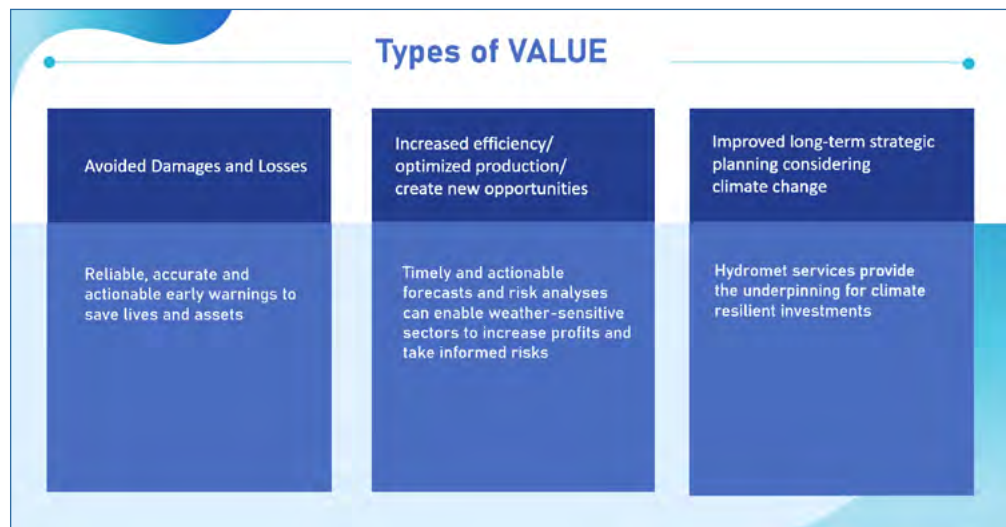 Types of VALUE
Avoided Damages and Losses
Reliable, accurate and
actionable early warnings to
save lives and assets
Increased efficiency/
optimized production/
create new opportunities
Timely and actionable
forecasts and risk analyses
can enable weather-sensitive
sectors to increase profits and
take informed risks
Improved long-term strategic
planning considering
climate change
Hydromet services provide
the underpinning for climate
resilient investments